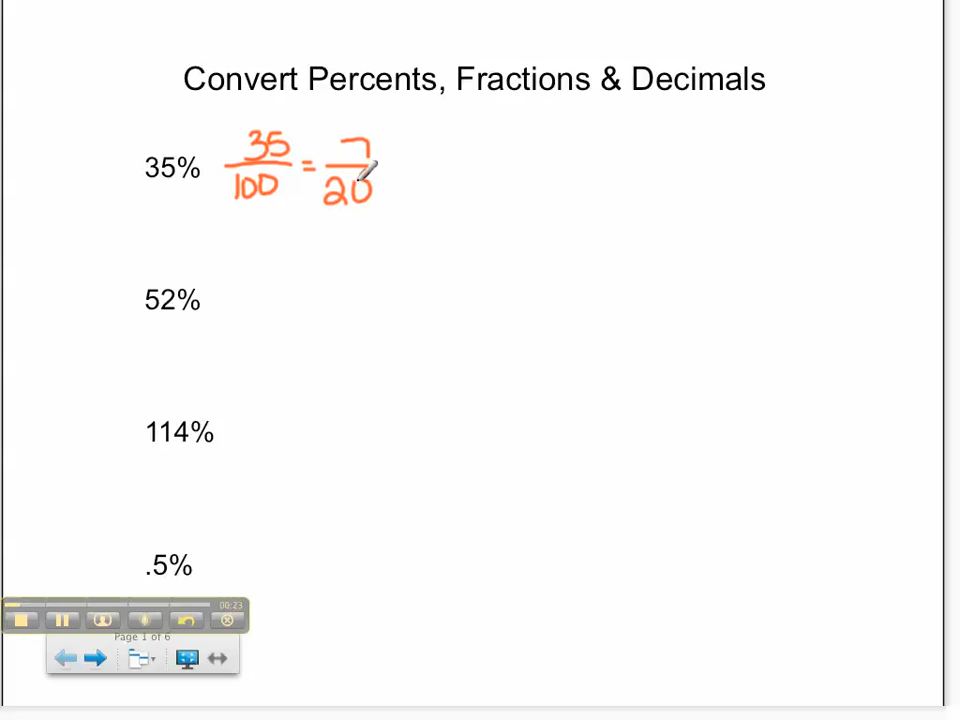 Convert Percents, Fractions & Decimals
35% 35/100 = 7/20
52%
114%
.5%
00:23
Page 1 of 6